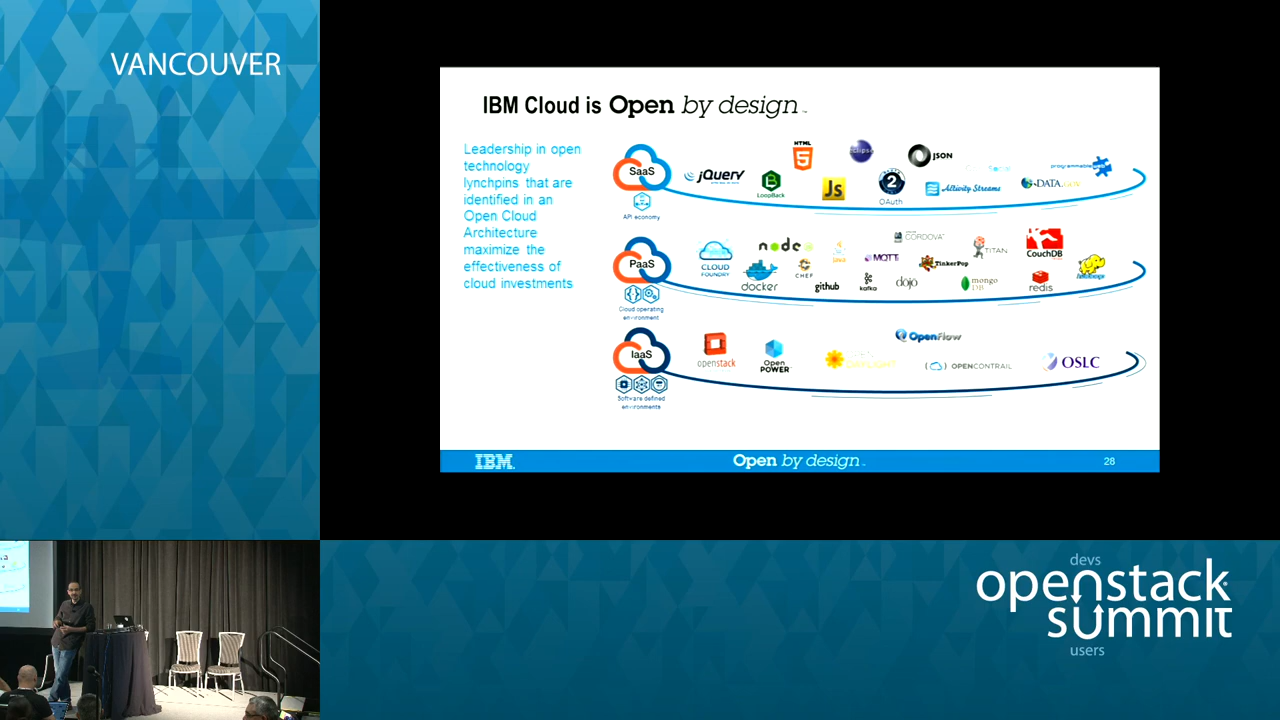 VANCOUVER
IBM Cloud is Open by design
Leadership in open
technology
lynchpins that are
identified in an
Open Cloud
Architecture
maximize the
effectiveness of
cloud investments
SaaS
API economy
jQuery
LoopBack
HTML
5
JS
eclipse
2
OAuth
JSON
Social
Activity Streams
programmable
DATA.GOV
PaaS
Cloud operating
environment
CLOUD
FOUNDRY
node
docker
CHEF
github
MQTT
kafka
CORDOVA
TinkerPop
dojo
TITAN
mongo
DB
CouchDB
redis
hadoop
IaaS
Software defined
environments
openstack
Open
POWER
OpenFlow
OPENCONTRAIL
OSLC
IBM
Open by design
28
devs
openstack
summit
users